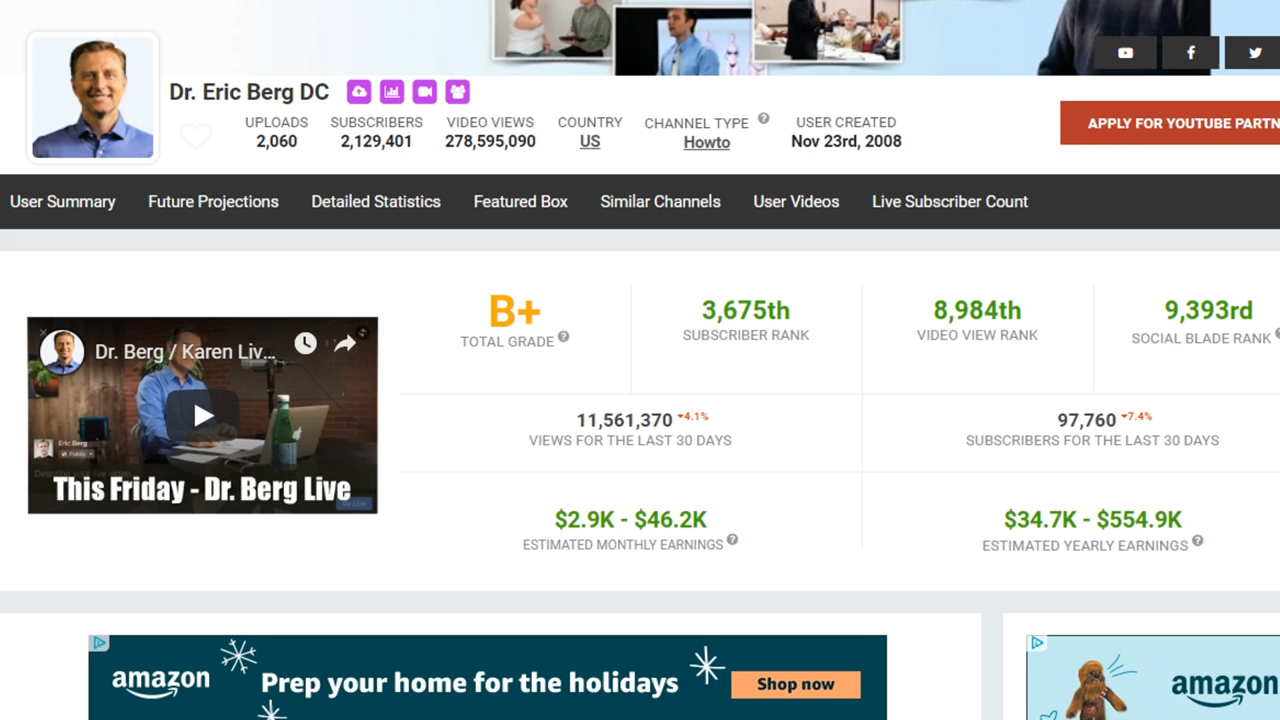 Dr. Eric Berg DC
UPLOADS
2,060
SUBSCRIBERS
2,129,401
VIDEO VIEWS
278,595,090
COUNTRY
US
CHANNEL TYPE
Howto
USER CREATED
Nov 23rd, 2008
APPLY FOR YOUTUBE PARTN
User Summary
Future Projections
Detailed Statistics
Featured Box
Similar Channels
User Videos
Live Subscriber Count
Dr. Berg / Karen Liv...
Eric Berg
Public
This Friday - Dr. Berg Live
B+
TOTAL GRADE
3,675th
SUBSCRIBER RANK
8,984th
VIDEO VIEW RANK
9,393rd
SOCIAL BLADE RANK
11,561,370 4.1%
VIEWS FOR THE LAST 30 DAYS
97,760 7.4%
SUBSCRIBERS FOR THE LAST 30 DAYS
$2.9K - $46.2K
ESTIMATED MONTHLY EARNINGS
$34.7K - $554.9K
ESTIMATED YEARLY EARNINGS
amazon
Prep your home for the holidays
Shop now
amazon